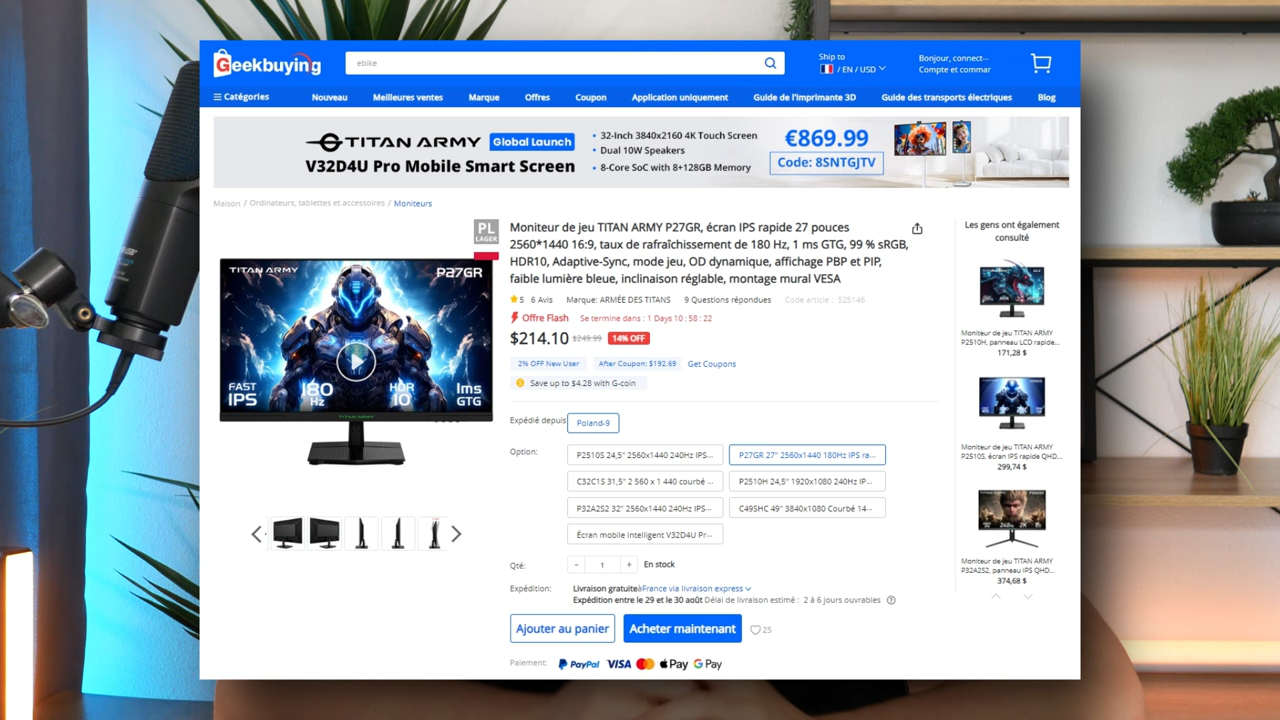 Geekbuying
ebike
Ship to
/ EN / USD
Bonjour, connect···
Compte et commar
Catégories
Nouveau
Meilleures ventes
Marque
Offres
Coupon
Application uniquement
Guide de l'imprimante 3D
Guide des transports électriques
Blog
TITAN ARMY Global Launch
V32D4U Pro Mobile Smart Screen
• 32-Inch 3840x2160 4K Touch Screen
• Dual 10W Speakers
• 8-Core SoC with 8+128GB Memory
€869.99
Code: 8SNTGJTV
Maison / Ordinateurs, tablettes et accessoires / Moniteurs
PL
LAGER
TITAN ARMY
P27GR
FAST
IPS
180
Hz
HDR
10
1ms
GTG
TITAN ARMY
Moniteur de jeu TITAN ARMY P27GR, écran IPS rapide 27 pouces
2560*1440 16:9, taux de rafraîchissement de 180 Hz, 1 ms GTG, 99 % sRGB,
HDR10, Adaptive-Sync, mode jeu, OD dynamique, affichage PBP et PIP,
faible lumière bleue, inclinaison réglable, montage mural VESA
5 6 Avis Marque: ARMÉE DES TITANS 9 Questions répondues Code article : 525146
Offre Flash Se termine dans : 1 Days 10 : 58 : 22
$214.10 $249.99 14% OFF
2% OFF New User After Coupon: $192.69 Get Coupons
Save up to $4.28 with G-coin
Expédié depuis Poland-9
Option:
P2510S 24,5" 2560x1440 240Hz IPS...
P27GR 27" 2560x1440 180Hz IPS ra...
C32C1S 31,5" 2 560 x 1 440 courbé ...
P2510H 24,5" 1920x1080 240Hz IP...
P32A2S2 32" 2560x1440 240Hz IPS...
C49SHC 49" 3840x1080 Courbé 14···
Écran mobile intelligent V32D4U Pr···
Qté: - 1 + En stock
Expédition: Livraison gratuiteàFrance via livraison express
Expédition entre le 29 et le 30 août Délai de livraison estimé : 2 à 6 jours ouvrables
Ajouter au panier
Acheter maintenant
25
Paiement: PayPal VISA Pay G Pay
Les gens ont également
consulté
Moniteur de jeu TITAN ARMY
P2510H, panneau LCD rapide...
171,28 $
Moniteur de jeu TITAN ARMY
P2510S, écran IPS rapide QHD...
299,74 $
Moniteur de jeu TITAN ARMY
P32A2S2, panneau IPS QHD...
374,68 $